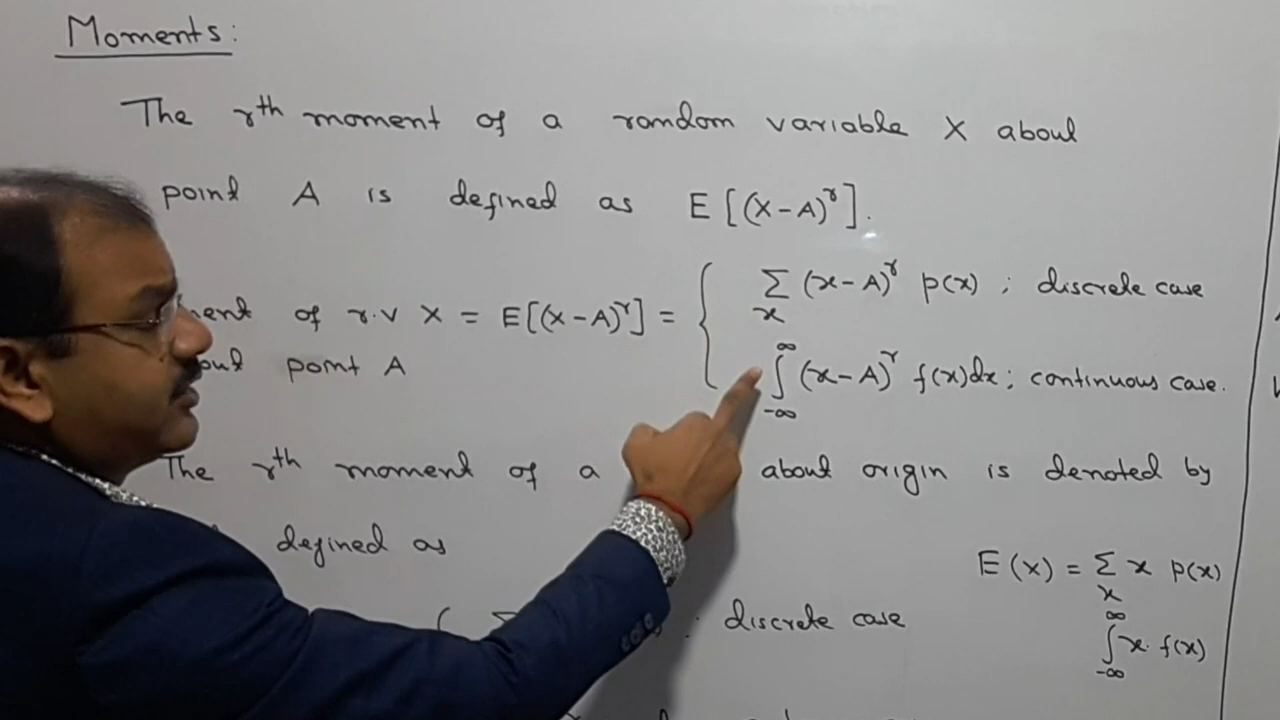 Moments:
The rth moment of a random variable X about
point A is defined as E[(X-A)^r].
of r.v X = E[(X-A)^r] = { Σ_x (x-A)^r p(x) ; discrete case
∫_{-∞}^{∞} (x-A)^r f(x)dx ; continuous case.
point A
The rth moment of a about origin is denoted by
defined as
E(X) = Σ_x x p(x)
∫_{-∞}^{∞} x. f(x)
discrete case